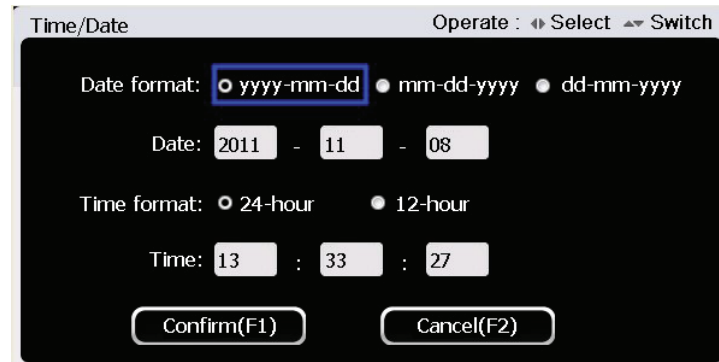 Time/Date Operate : Select Switch
Date format: yyyy-mm-dd mm-dd-yyyy dd-mm-yyyy
Date: 2011 - 11 - 08
Time format: 24-hour 12-hour
Time: 13 : 33 : 27
Confirm(F1) Cancel(F2)